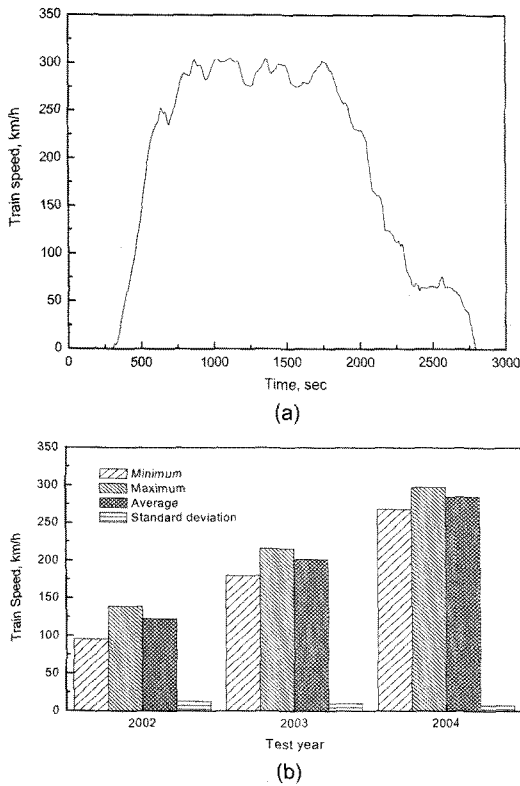 350
300
250
200
150
100
50
0
Train speed, km/h
0 500 1000 1500 2000 2500 3000
Time, sec
(a)
350
300
250
200
150
100
50
0
Train Speed, km/h
Minimum
Maximum
Average
Standard deviation
2002 2003 2004
Test year
(b)